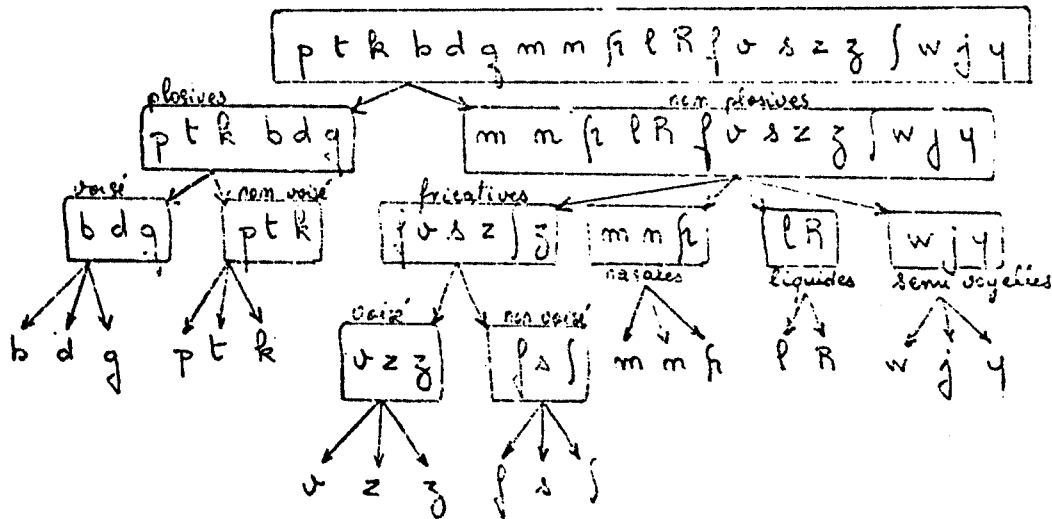 p t k b d g m n ɲ l R f v s z ʒ ʃ w j ɥ
plosives
non plosives
p t k b d g
m n ɲ l R f v s z ʒ ʃ w j ɥ
voisé
non voisé
fricatives
b d g
p t k
f v s z ʃ ʒ
m n ɲ
l R
w j ɥ
nasales
liquides
semi voyelles
voisé
non voisé
b d g
p t k
v z ʒ
f s ʃ
m n ɲ
l R
w j ɥ
v z ʒ
f s ʃ